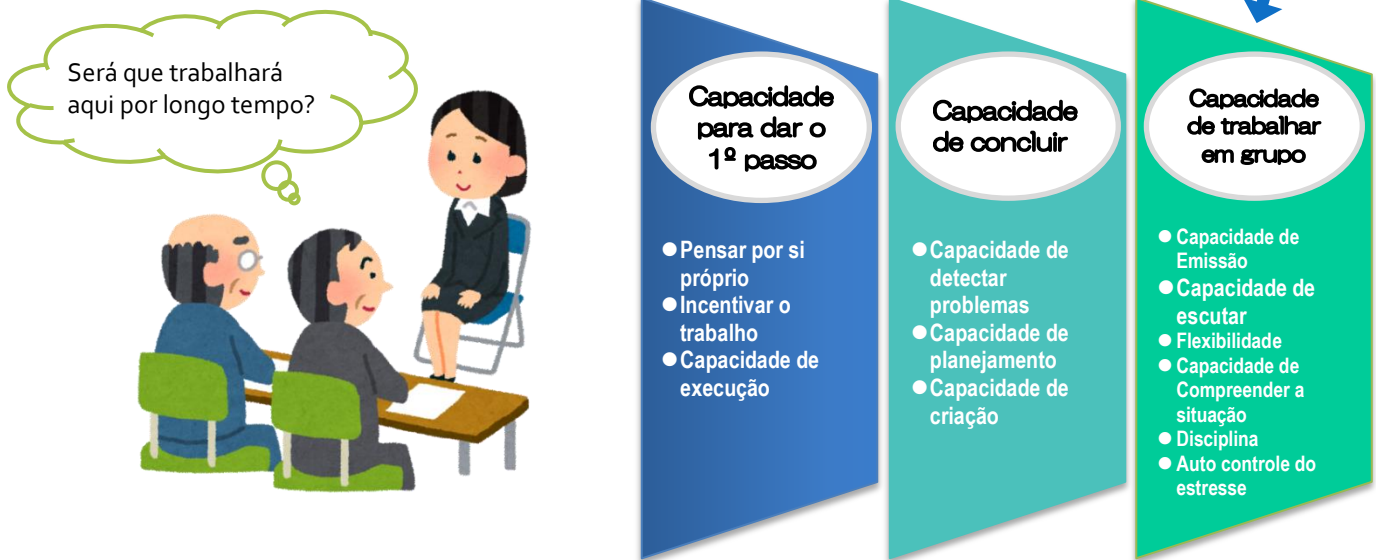 Será que trabalhará
aqui por longo tempo?
Capacidade
para dar o
1º passo
●Pensar por si
próprio
●Incentivar o
trabalho
●Capacidade de
execução
Capacidade
de concluir
●Capacidade de
detectar
problemas
●Capacidade de
planejamento
●Capacidade de
criação
Capacidade
de trabalhar
em grupo
●Capacidade de
Emissão
●Capacidade de
escutar
●Flexibilidade
●Capacidade de
Compreender a
situação
●Disciplina
●Auto controle do
estresse